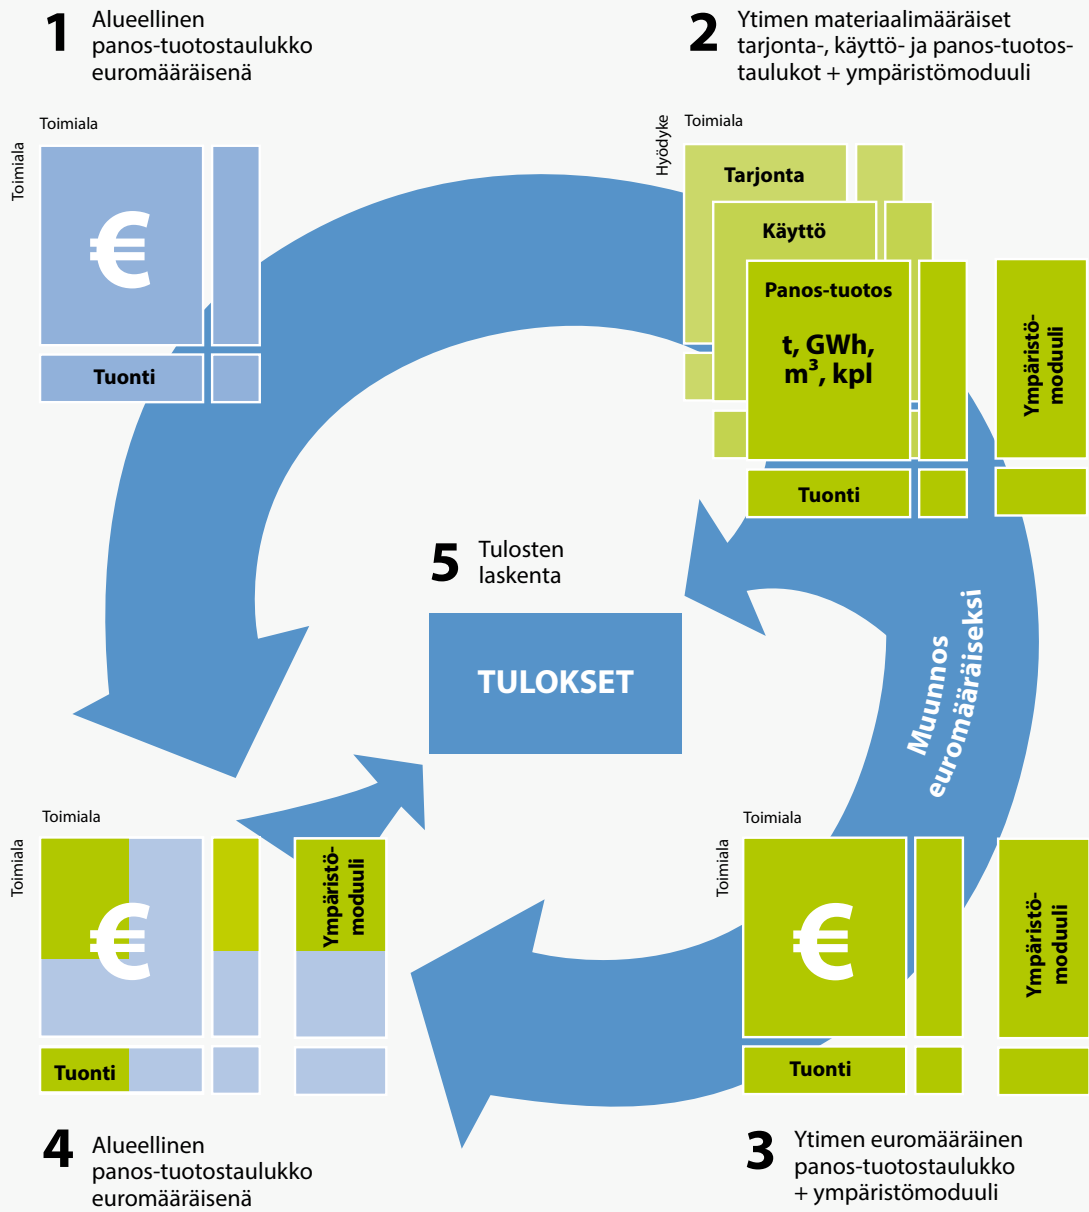 1 Alueellinen
panos-tuotostaulukko
euromääräisenä
Toimiala
Toimiala
€
Tuonti
2 Ytimen materiaalimääräiset
tarjonta-, käyttö- ja panos-tuotos-
taulukot + ympäristömoduuli
Toimiala
Hyödyke
Tarjonta
Käyttö
Panos-tuotos
t, GWh,
m³, kpl
Tuonti
Ympäristö-
moduuli
5 Tulosten
laskenta
TULOKSET
Muunnos
euromääräiseksi
Toimiala
Toimiala
€
Tuonti
Ympäristö-
moduuli
4 Alueellinen
panos-tuotostaulukko
euromääräisenä
Toimiala
Toimiala
€
Tuonti
Ympäristö-
moduuli
3 Ytimen euromääräinen
panos-tuotostaulukko
+ ympäristömoduuli